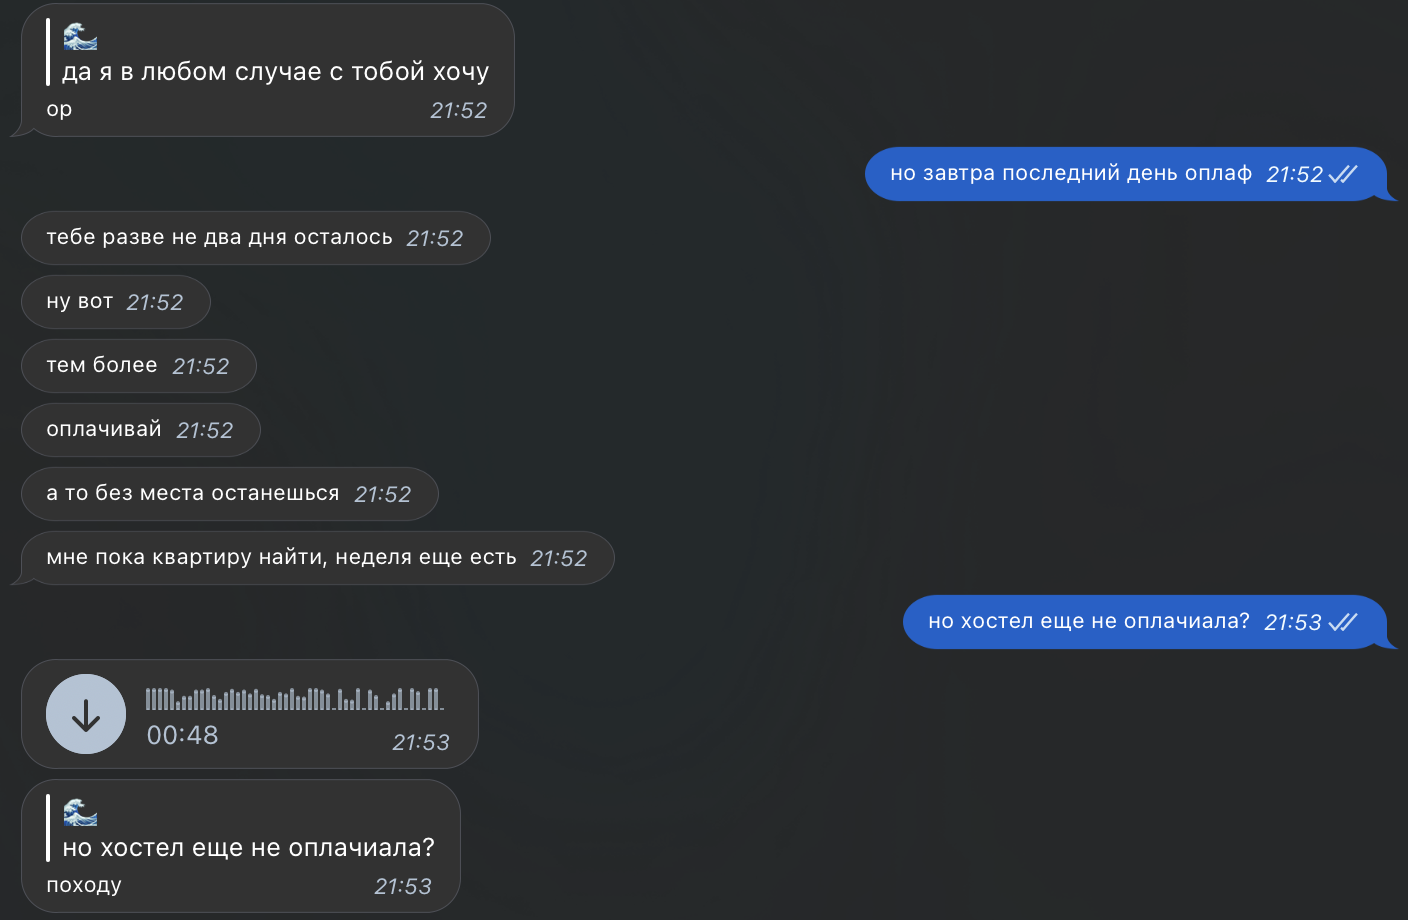 🌊
да я в любом случае с тобой хочу
ор 21:52
но завтра последний день оплаф 21:52
тебе разве не два дня осталось 21:52
ну вот 21:52
тем более 21:52
оплачивай 21:52
а то без места останешься 21:52
мне пока квартиру найти, неделя еще есть 21:52
но хостел еще не оплачиала? 21:53
00:48 21:53
🌊
но хостел еще не оплачиала?
походу 21:53